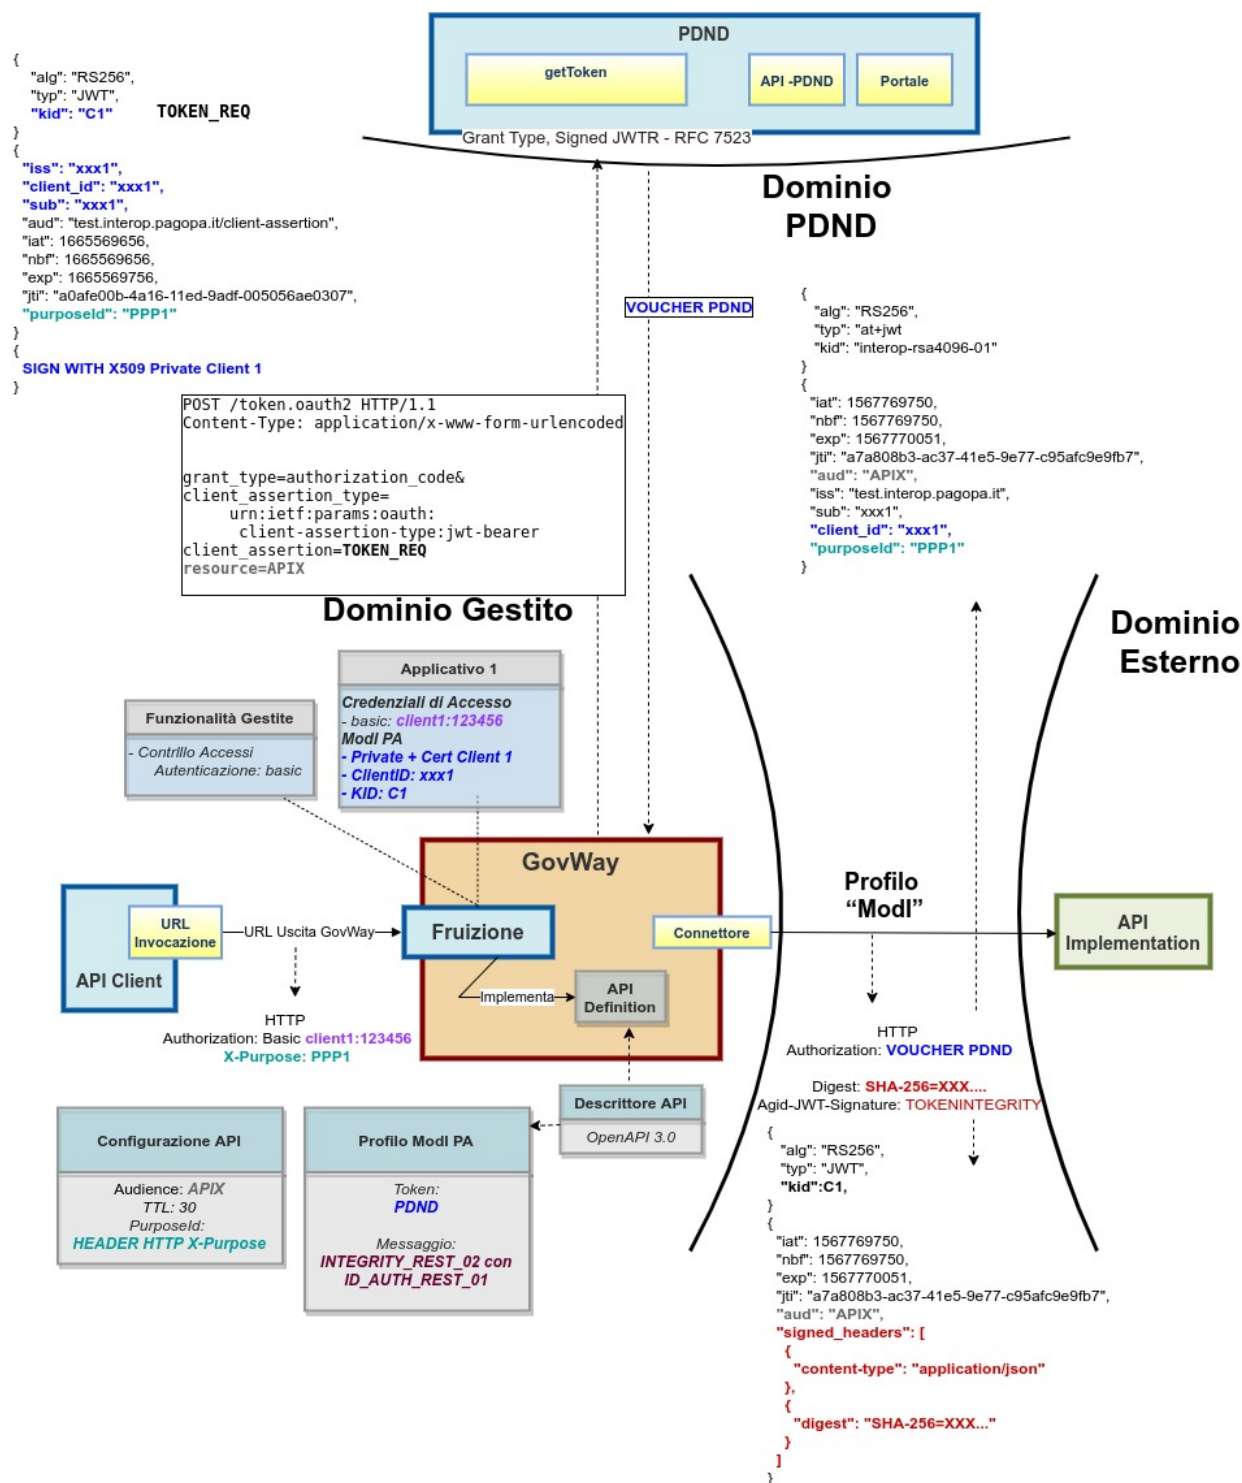 PDND
getToken
API -PDND
Portale
Grant Type, Signed JWTR - RFC 7523
Dominio
PDND
{
"alg": "RS256",
"typ": "JWT",
"kid": "C1"
TOKEN_REQ
}
{
"iss": "xxx1",
"client_id": "xxx1",
"sub": "xxx1",
"aud": "test.interop.pagopa.it/client-assertion",
"iat": 1665569656,
"nbf": 1665569656,
"exp": 1665569756,
"jti": "a0afe00b-4a16-11ed-9adf-005056ae0307",
"purposeId": "PPP1"
}
{
SIGN WITH X509 Private Client 1
}
VOUCHER PDND
{
"alg": "RS256",
"typ": "at+jwt
"kid": "interop-rsa4096-01"
}
{
"iat": 1567769750,
"nbf": 1567769750,
"exp": 1567770051,
"jti": "a7a808b3-ac37-41e5-9e77-c95afc9e9fb7",
"aud": "APIX",
"iss": "test.interop.pagopa.it",
"sub": "xxx1",
"client_id": "xxx1",
"purposeId": "PPP1"
}
POST /token.oauth2 HTTP/1.1
Content-Type: application/x-www-form-urlencoded
grant_type=authorization_code&
client_assertion_type=
urn:ietf:params:oauth:
client-assertion-type:jwt-bearer
client_assertion=TOKEN_REQ
resource=APIX
Dominio Gestito
Dominio
Esterno
Applicativo 1
Credenziali di Accesso
- basic: client1:123456
ModI PA
- Private + Cert Client 1
- ClientID: xxx1
- KID: C1
Funzionalità Gestite
- Contrllo Accessi
Autenticazione: basic
GovWay
URL
Invocazione
API Client
URL Uscita GovWay
Fruizione
Connettore
Implementa
API
Definition
Profilo
“ModI”
API
Implementation
HTTP
Authorization: Basic client1:123456
X-Purpose: PPP1
HTTP
Authorization: VOUCHER PDND
Digest: SHA-256=XXX....
Agid-JWT-Signature: TOKENINTEGRITY
Descrittore API
OpenAPI 3.0
Configurazione API
Audience: APIX
TTL: 30
PurposeId:
HEADER HTTP X-Purpose
Profilo ModI PA
Token:
PDND
Messaggio:
INTEGRITY_REST_02 con
ID_AUTH_REST_01
{
"alg": "RS256",
"typ": "JWT",
"kid":C1,
}
{
"iat": 1567769750,
"nbf": 1567769750,
"exp": 1567770051,
"jti": "a7a808b3-ac37-41e5-9e77-c95afc9e9fb7",
"aud": "APIX",
"signed_headers": [
{
"content-type": "application/json"
},
{
"digest": "SHA-256=XXX..."
}
]
}